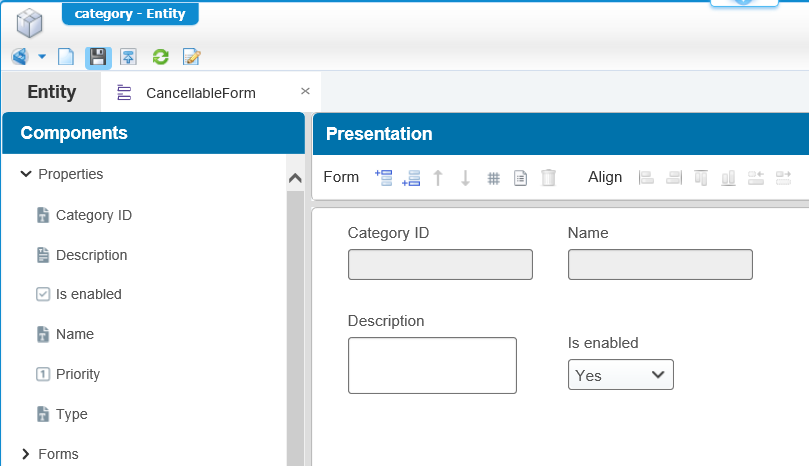 category - Entity
Entity
CancellableForm
Components
Presentation
Properties
Form
Align
Category ID
Description
Is enabled
Name
1 Priority
Type
Forms
Category ID
Name
Description
Is enabled
Yes